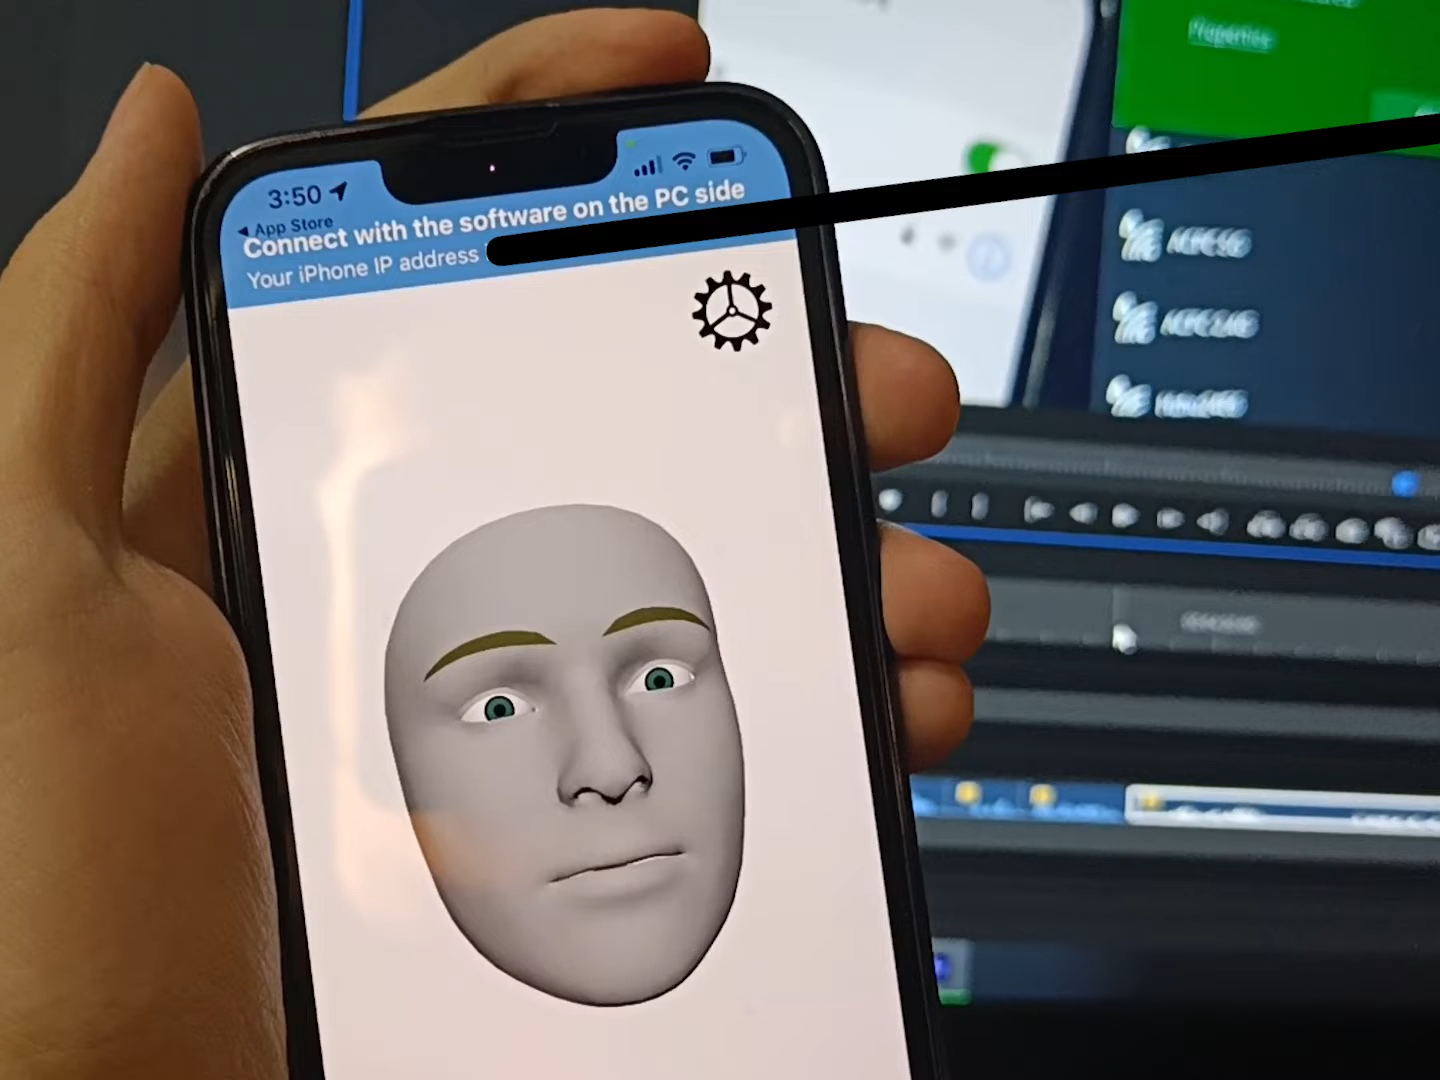 3:50
App Store
Connect with the software on the PC side
Your iPhone IP address
Properties